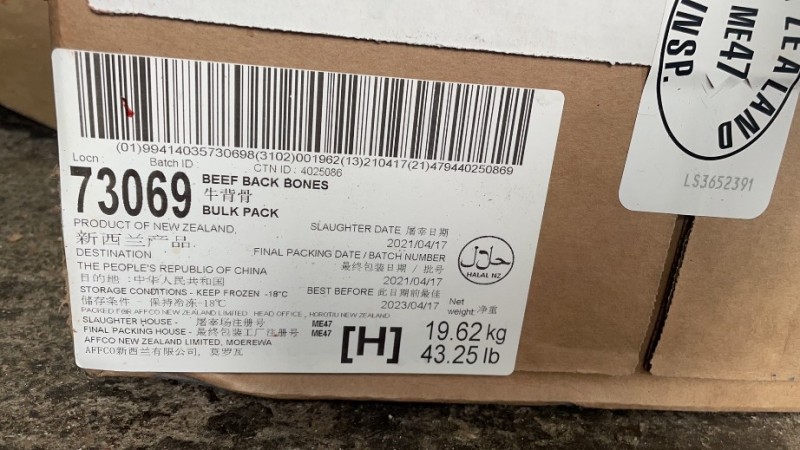 ZEALAND
ME47
INSP.
LS3652391
(01)99414035730698(3102)001962(13)210417(21)479440250869
Locn :
Batch ID :
CTN ID : 4025086
73069
BEEF BACK BONES
牛背骨
BULK PACK
PRODUCT OF NEW ZEALAND,
新西兰产品
DESTINATION
THE PEOPLE'S REPUBLIC OF CHINA
目的地 :中华人民共和国
STORAGE CONDITIONS - KEEP FROZEN -18°C
储存条件 - 保持冷冻-18℃
PACKED FOR AFFCO NEW ZEALAND LIMITED, HEAD OFFICE, HOROTIU NEW ZEALAND
SLAUGHTER HOUSE - 屠宰场注册号 ME47
FINAL PACKING HOUSE - 最终包装工厂注册号 ME47
AFFCO NEW ZEALAND LIMITED, MOEREWA
AFFCO新西兰有限公司, 莫罗瓦
SLAUGHTER DATE 屠宰日期
2021/04/17
FINAL PACKING DATE / BATCH NUMBER
最终包装日期 / 批号
2021/04/17
BEST BEFORE 此日期前最佳
2023/04/17
حلال
HALAL NZ
Net weight 净重
[H]
19.62 kg
43.25 lb